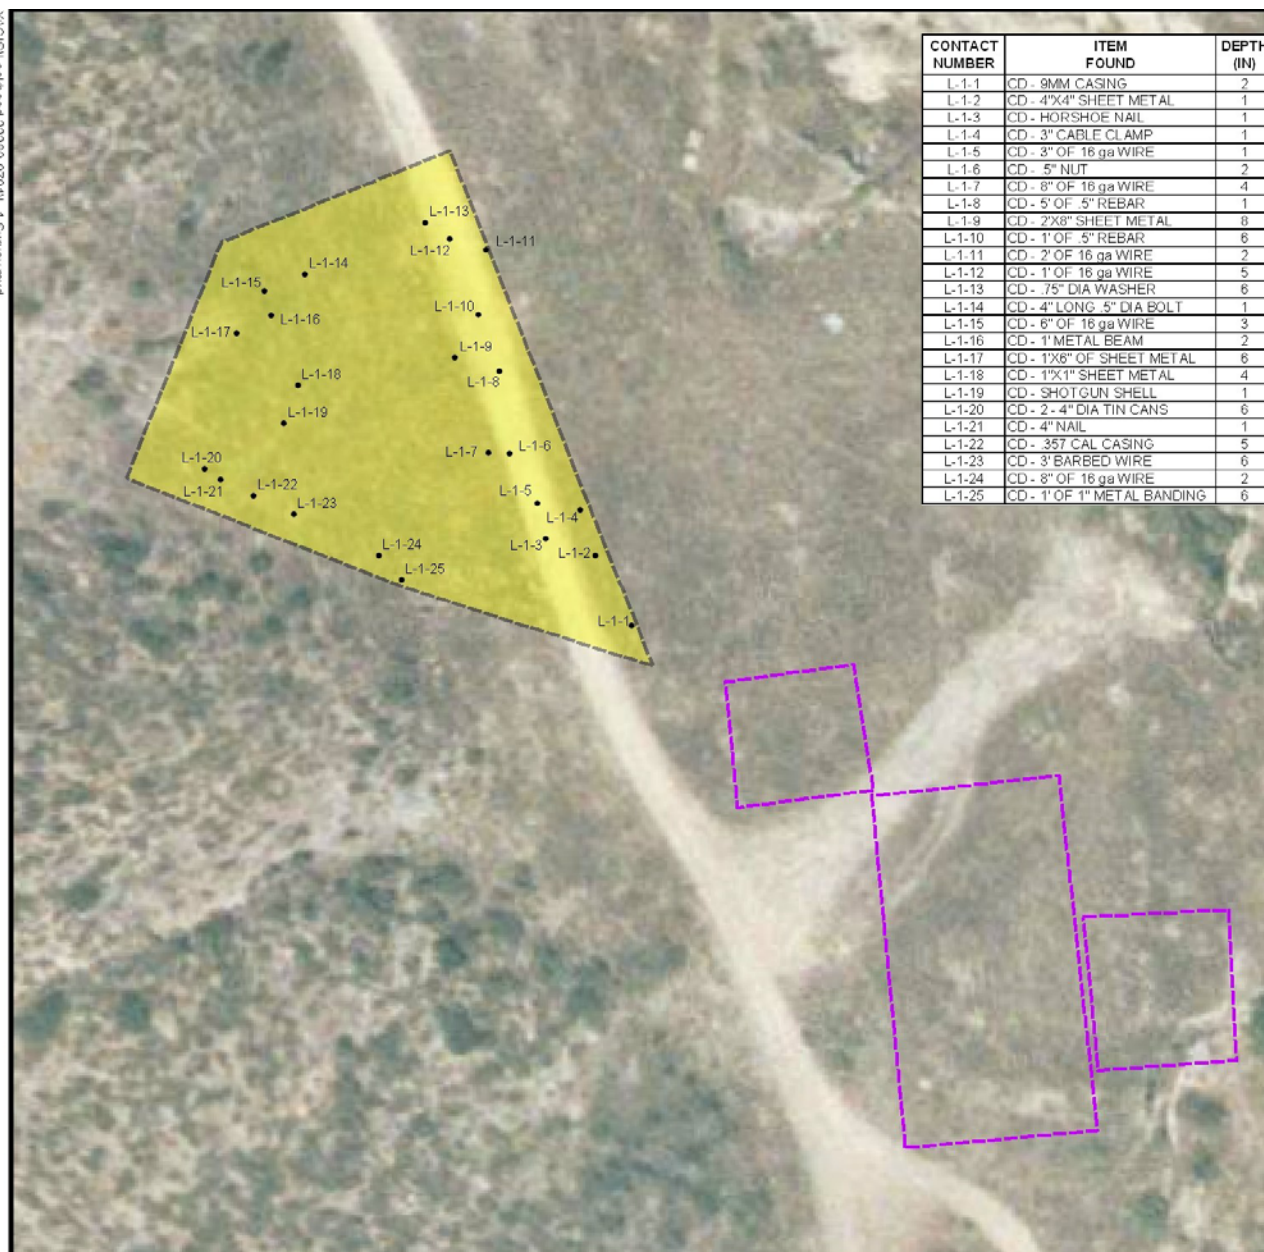 CONTACT NUMBER ITEM FOUND DEPTH (IN)
L-1-1 CD - 9MM CASING 2
L-1-2 CD - 4"X4" SHEET METAL 1
L-1-3 CD - HORSHOE NAIL 1
L-1-4 CD - 3" CABLE CLAMP 1
L-1-5 CD - 3" OF 16 ga WIRE 1
L-1-6 CD - .5" NUT 2
L-1-7 CD - 8" OF 16 ga WIRE 4
L-1-8 CD - 5' OF .5" REBAR 1
L-1-9 CD - 2'X8" SHEET METAL 8
L-1-10 CD - 1' OF .5" REBAR 6
L-1-11 CD - 2' OF 16 ga WIRE 2
L-1-12 CD - 1' OF 16 ga WIRE 5
L-1-13 CD - .75" DIA WASHER 6
L-1-14 CD - 4" LONG .5" DIA BOLT 1
L-1-15 CD - 6" OF 16 ga WIRE 3
L-1-16 CD - 1' METAL BEAM 2
L-1-17 CD - 1'X6" OF SHEET METAL 6
L-1-18 CD - 1"X1" SHEET METAL 4
L-1-19 CD - SHOTGUN SHELL 1
L-1-20 CD - 2 - 4" DIA TIN CANS 6
L-1-21 CD - 4" NAIL 1
L-1-22 CD - .357 CAL CASING 5
L-1-23 CD - 3' BARBED WIRE 6
L-1-24 CD - 8" OF 16 ga WIRE 2
L-1-25 CD - 1' OF 1" METAL BANDING 6
L-1-13
L-1-12
L-1-11
L-1-14
L-1-15
L-1-16
L-1-10
L-1-17
L-1-9
L-1-8
L-1-18
L-1-19
L-1-7
L-1-6
L-1-20
L-1-21
L-1-22
L-1-5
L-1-23
L-1-4
L-1-3
L-1-24
L-1-2
L-1-25
L-1-1